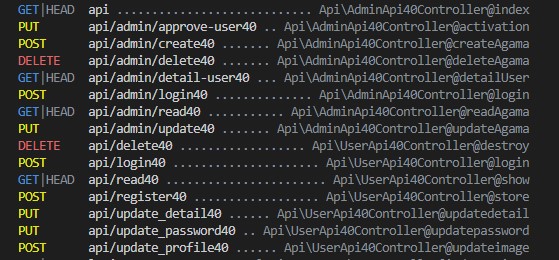 GET|HEAD api ............................. Api\AdminApi40Controller@index
PUT api/admin/approve-user40 .. Api\AdminApi40Controller@activation
POST api/admin/create40 ....... Api\AdminApi40Controller@createAgama
DELETE api/admin/delete40 ....... Api\AdminApi40Controller@deleteAgama
GET|HEAD api/admin/detail-user40 ... Api\AdminApi40Controller@detailUser
POST api/admin/login40 .............. Api\AdminApi40Controller@login
GET|HEAD api/admin/read40 ........... Api\AdminApi40Controller@readAgama
PUT api/admin/update40 ....... Api\AdminApi40Controller@updateAgama
DELETE api/delete40 .................... Api\UserApi40Controller@destroy
POST api/login40 ....................... Api\UserApi40Controller@login
GET|HEAD api/read40 ......................... Api\UserApi40Controller@show
POST api/register40 .................... Api\UserApi40Controller@store
PUT api/update_detail40 ...... Api\UserApi40Controller@updatedetail
PUT api/update_password40 .. Api\UserApi40Controller@updatepassword
PUT api/update_profile40 ...... Api\UserApi40Controller@updateimage